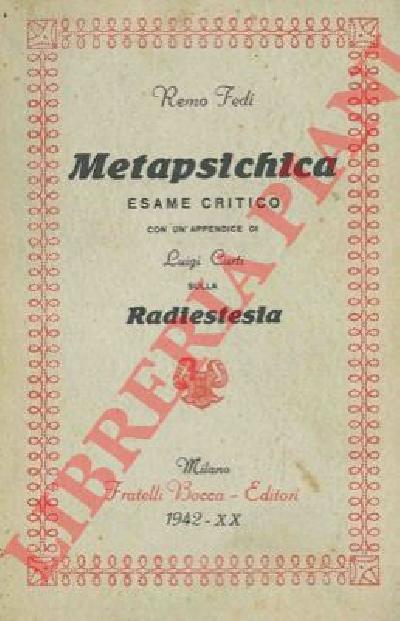 Remo Fedi
Metapsichica
ESAME CRITICO
CON UN'APPENDICE DI
Luigi Curti
SULLA
Radiestesia
Milano
Fratelli Bocca - Editori
1942 - XX
LIBRERIA PIANI